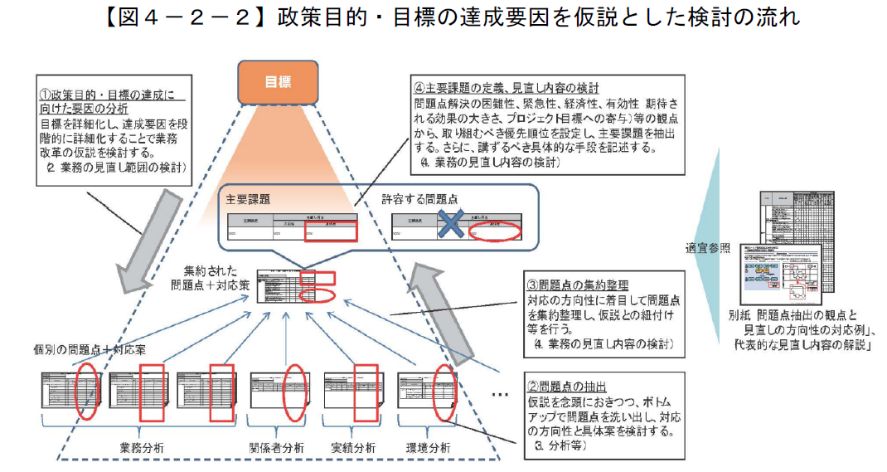 【図４－２－２】政策目的・目標の達成要因を仮説とした検討の流れ
①政策目的・目標の達成に
向けた要因の分析
目標を詳細化し、達成要因を段
階的に詳細化することで業務
改革の仮説を検討する。
(2. 業務の見直し範囲の検討)
目標
④主要課題の定義、見直し内容の検討
問題点解決の困難性、緊急性、経済性、有効性 期待さ
れる効果の大きさ、プロジェクト目標への寄与)等の観点
から、取り組むべき優先順位を設定し、主要課題を抽出
する。さらに、講ずるべき具体的な手段を記述する。
(4. 業務の見直し内容の検討)
主要課題
許容する問題点
適宜参照
集約された
問題点＋対応策
③問題点の集約整理
対応の方向性に着目して問題点
を集約整理し、仮説との紐付け
等を行う。
(4. 業務の見直し内容の検討)
別紙 問題点抽出の観点と
見直しの方向性の対応例」、
代表的な見直し内容の解説」
個別の問題点＋対応案
…
②問題点の抽出
仮説を念頭におきつつ、ボトム
アップで問題点を洗い出し、対応
の方向性と具体案を検討する。
(3. 分析等)
業務分析
関係者分析
実績分析
環境分析